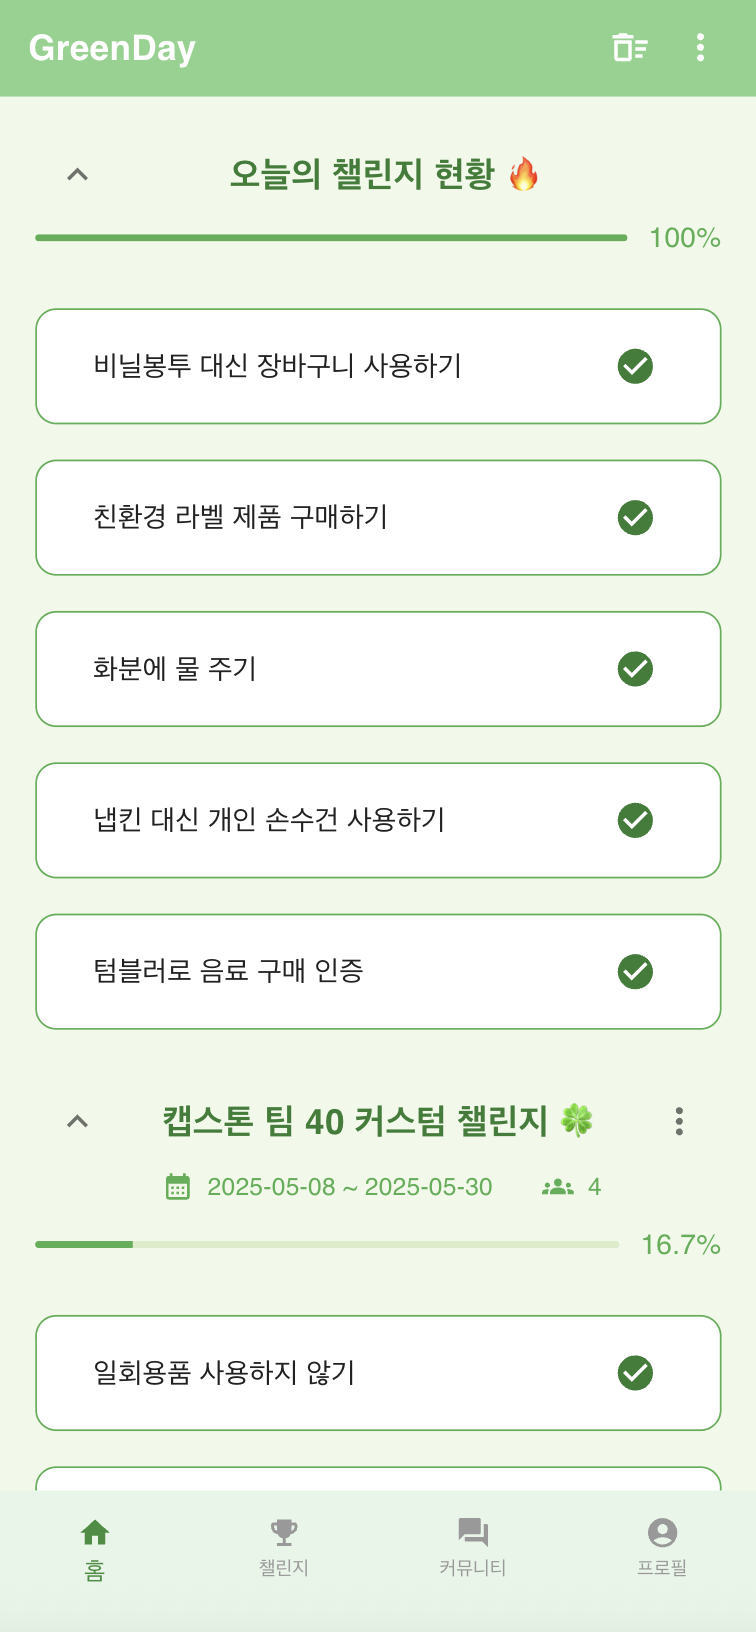 GreenDay
오늘의 챌린지 현황 🔥
100%
비닐봉투 대신 장바구니 사용하기
친환경 라벨 제품 구매하기
화분에 물 주기
냅킨 대신 개인 손수건 사용하기
텀블러로 음료 구매 인증
캡스톤 팀 40 커스텀 챌린지 🍀
2025-05-08 ~ 2025-05-30 4
16.7%
일회용품 사용하지 않기
홈 챌린지 커뮤니티 프로필